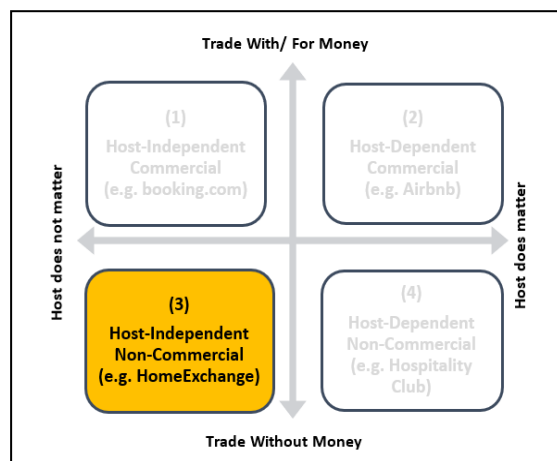 Trade With/ For Money
(1)
Host-Independent
Commercial
(e.g. booking.com)
(2)
Host-Dependent
Commercial
(e.g. Airbnb)
Host does not matter
Host does matter
(3)
Host-Independent
Non-Commercial
(e.g. HomeExchange)
(4)
Host-Dependent
Non-Commercial
(e.g. Hospitality
Club)
Trade Without Money